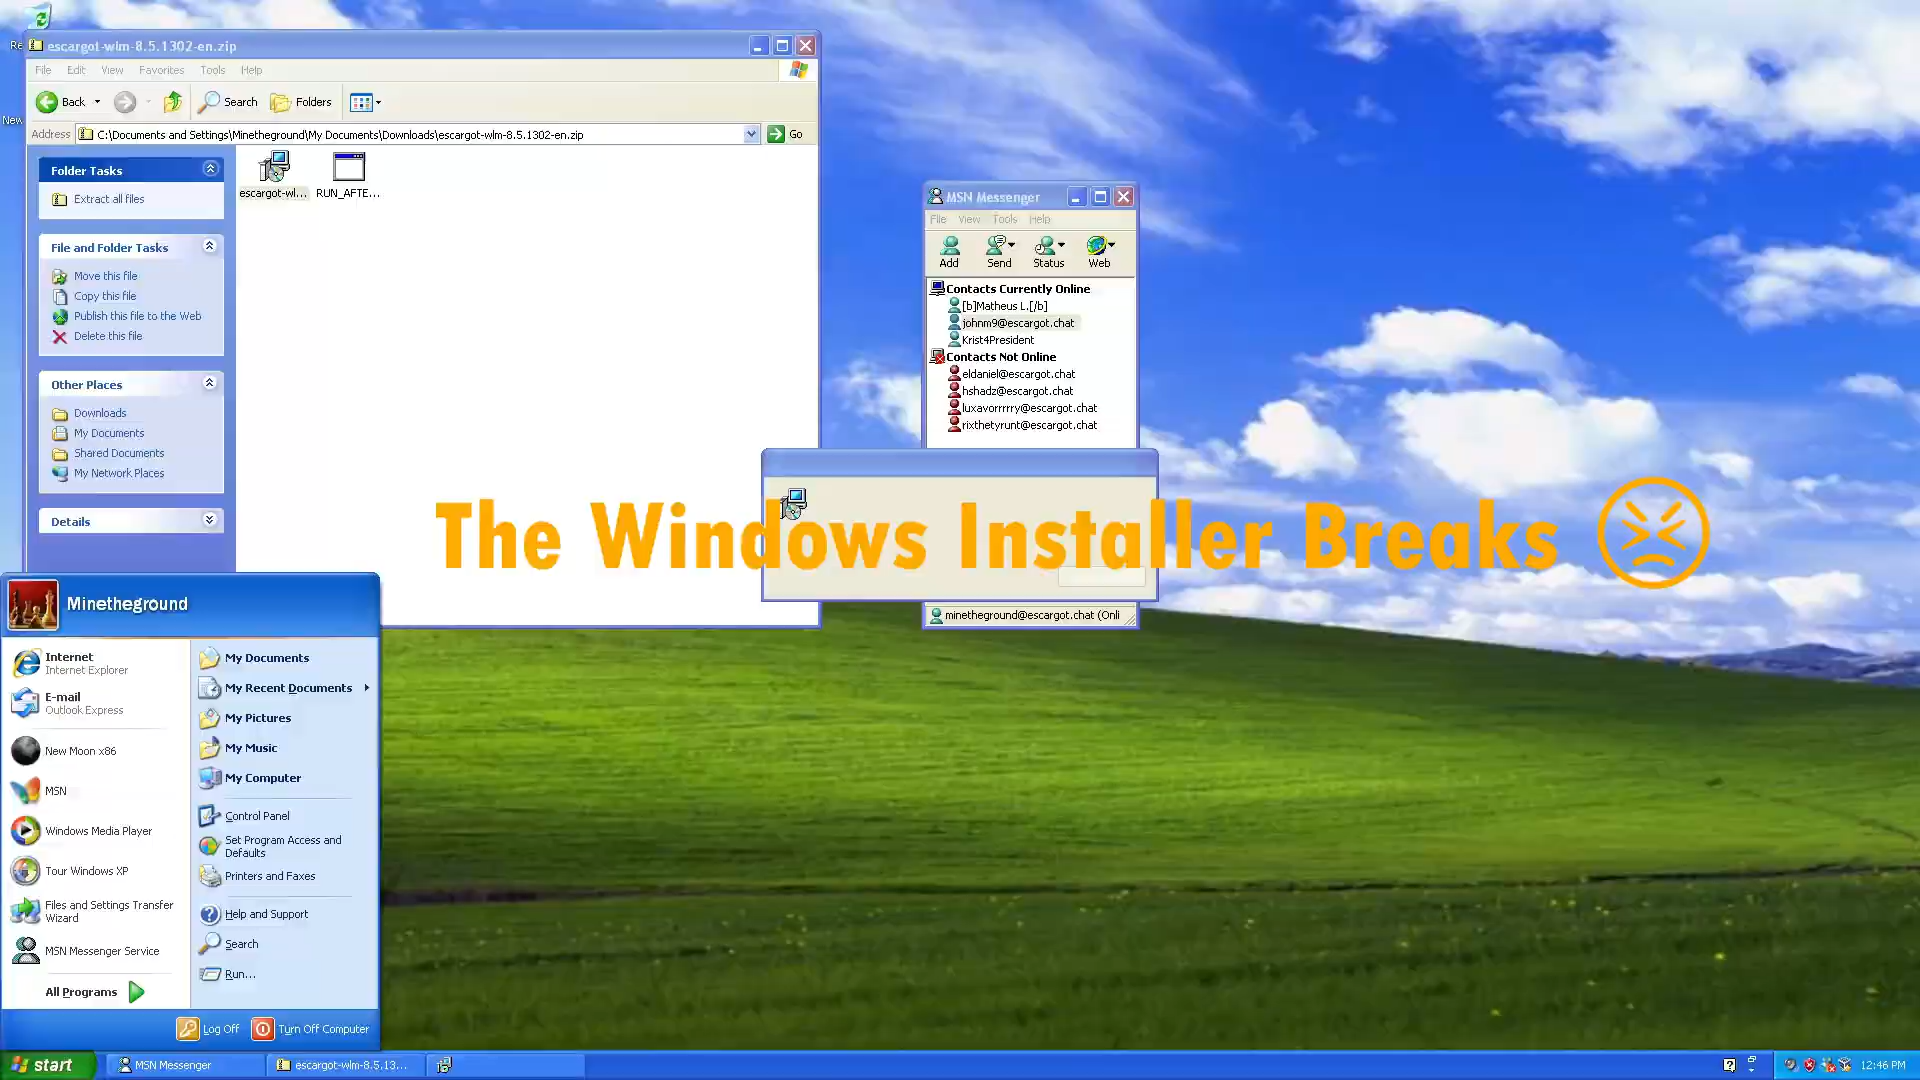 Re
New
escargot-wlm-8.5.1302-en.zip
File Edit View Favorites Tools Help
Back Search Folders
Address C:\Documents and Settings\Minetheground\My Documents\Downloads\escargot-wlm-8.5.1302-en.zip Go
Folder Tasks
Extract all files
File and Folder Tasks
Move this file
Copy this file
Publish this file to the Web
Delete this file
Other Places
Downloads
My Documents
Shared Documents
My Network Places
Details
escargot-wl... RUN_AFTE...
MSN Messenger
File View Tools Help
Add Send Status Web
Contacts Currently Online
[b]Matheus L.[/b]
johnm9@escargot.chat
Krist4President
Contacts Not Online
eldaniel@escargot.chat
hshadz@escargot.chat
luxavorrrrry@escargot.chat
rixthetyrunt@escargot.chat
minetheground@escargot.chat (Onli
The Windows Installer Breaks
Minetheground
Internet
Internet Explorer
E-mail
Outlook Express
New Moon x86
MSN
Windows Media Player
Tour Windows XP
Files and Settings Transfer
Wizard
MSN Messenger Service
All Programs
My Documents
My Recent Documents
My Pictures
My Music
My Computer
Control Panel
Set Program Access and
Defaults
Printers and Faxes
Help and Support
Search
Run...
Log Off Turn Off Computer
start MSN Messenger escargot-wlm-8.5.13... 12:46 PM